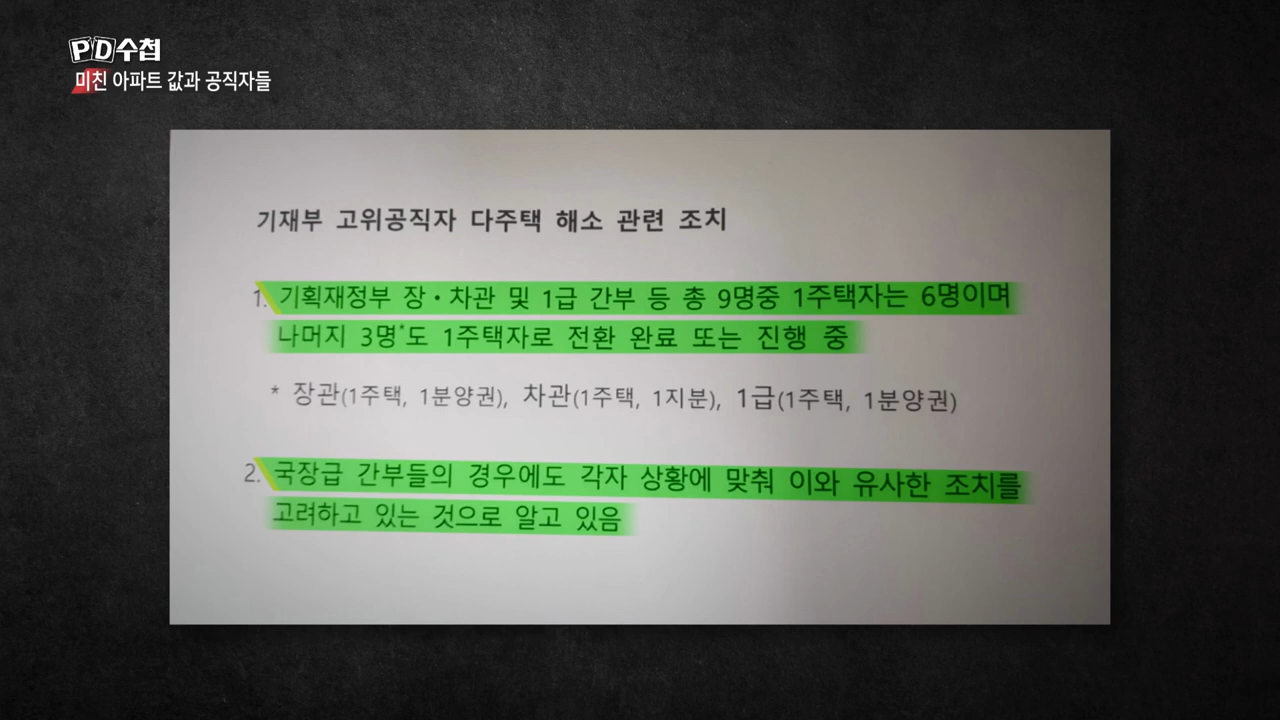 PD수첩
미친 아파트 값과 공직자들
기재부 고위공직자 다주택 해소 관련 조치
1. 기획재정부 장·차관 및 1급 간부 등 총 9명중 1주택자는 6명이며
나머지 3명*도 1주택자로 전환 완료 또는 진행 중
* 장관(1주택, 1분양권), 차관(1주택, 1지분), 1급(1주택, 1분양권)
2. 국장급 간부들의 경우에도 각자 상황에 맞춰 이와 유사한 조치를
고려하고 있는 것으로 알고 있음